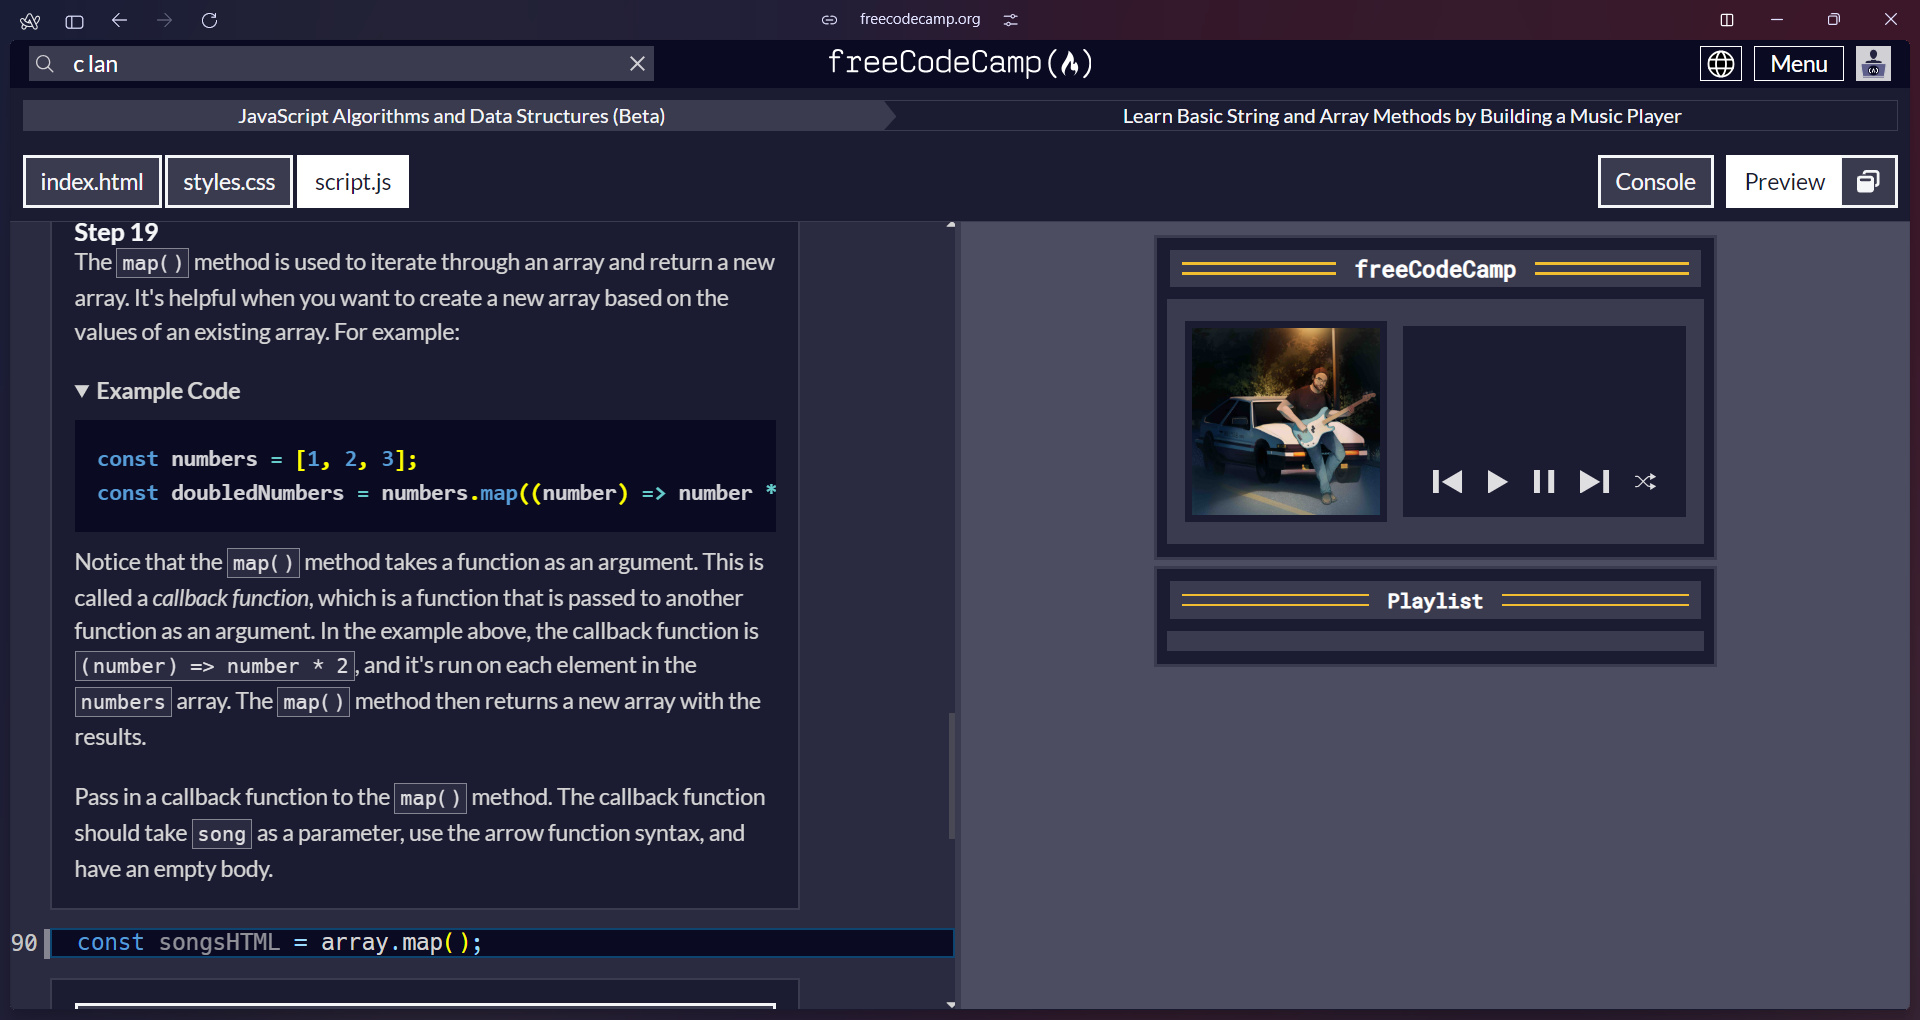 freecodecamp.org
c lan
freeCodeCamp
Menu
JavaScript Algorithms and Data Structures (Beta)
Learn Basic String and Array Methods by Building a Music Player
index.html
styles.css
script.js
Console
Preview
Step 19
The map() method is used to iterate through an array and return a new
array. It's helpful when you want to create a new array based on the
values of an existing array. For example:
Example Code
const numbers = [1, 2, 3];
const doubledNumbers = numbers.map((number) => number *
Notice that the map() method takes a function as an argument. This is
called a callback function, which is a function that is passed to another
function as an argument. In the example above, the callback function is
(number) => number * 2, and it's run on each element in the
numbers array. The map() method then returns a new array with the
results.
Pass in a callback function to the map() method. The callback function
should take song as a parameter, use the arrow function syntax, and
have an empty body.
90 const songsHTML = array.map();
freeCodeCamp
Playlist